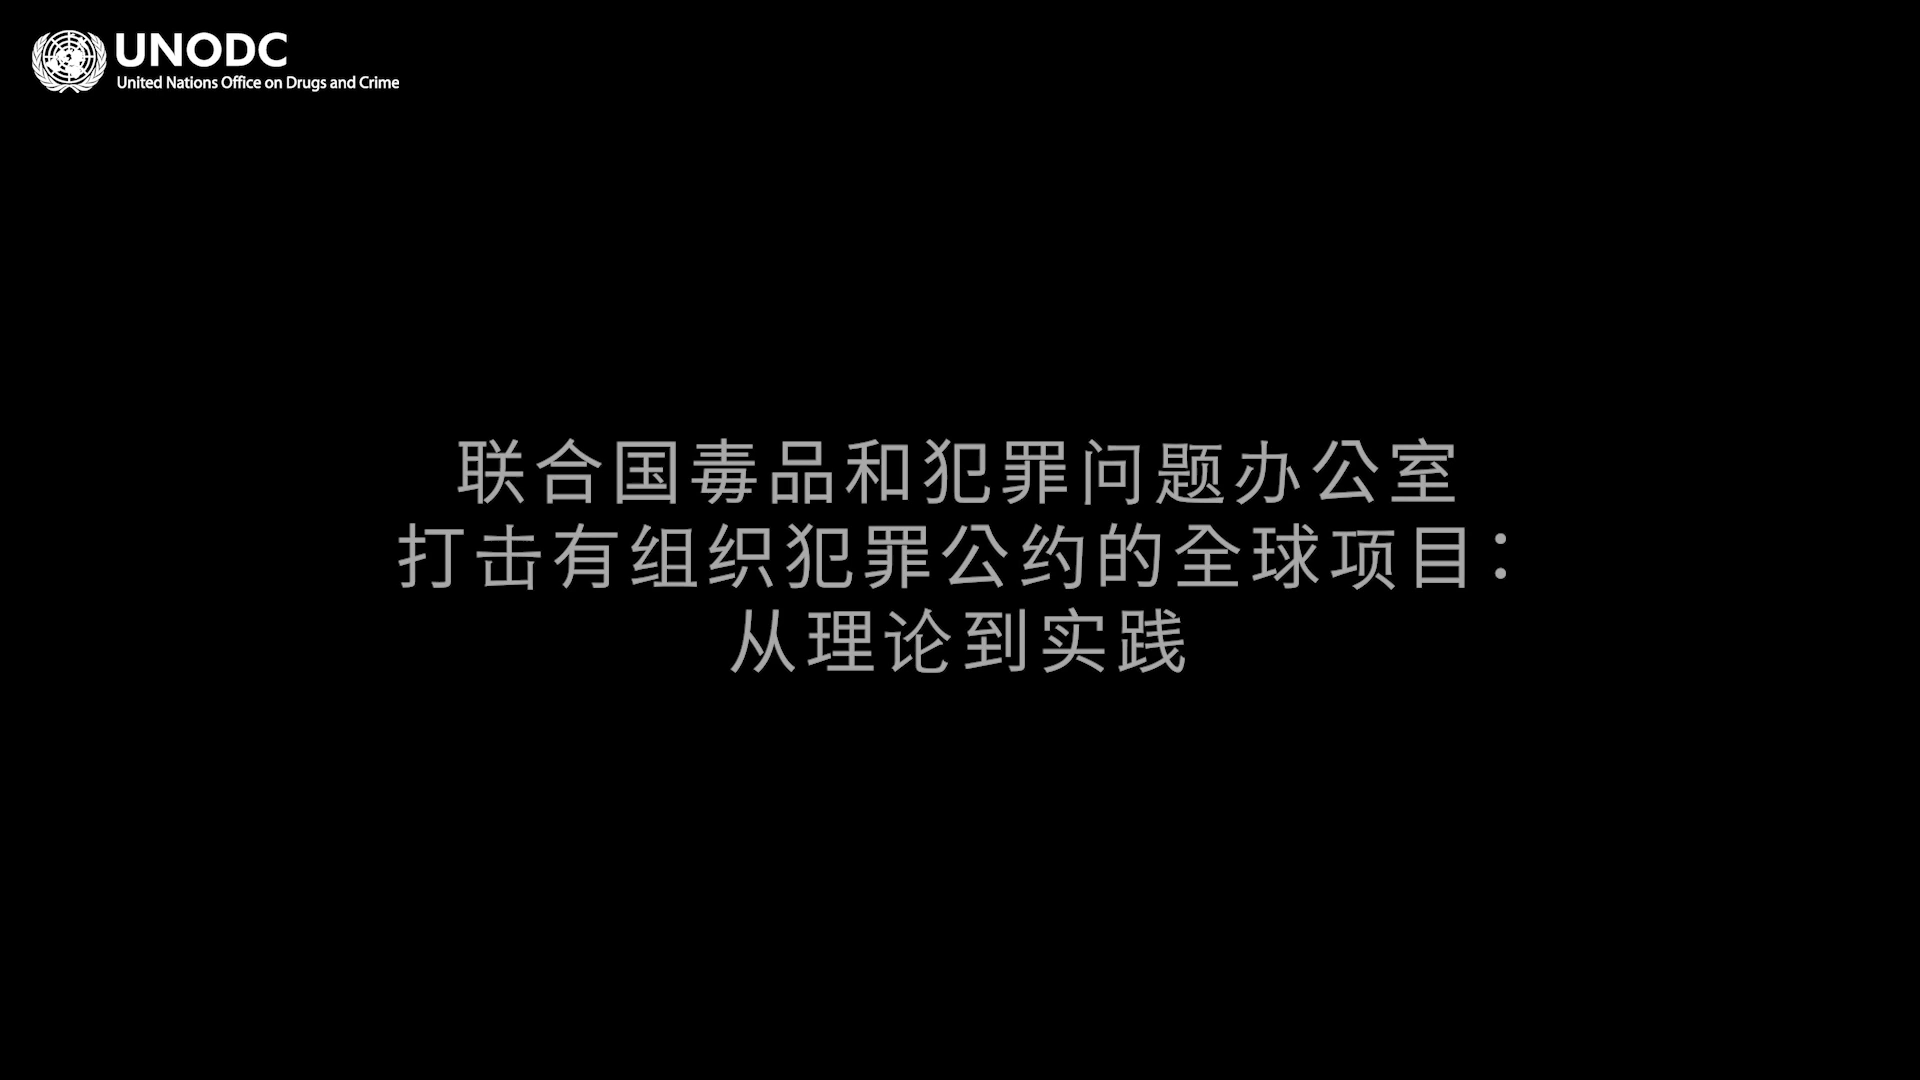 UNODC
United Nations Office on Drugs and Crime
联合国毒品和犯罪问题办公室
打击有组织犯罪公约的全球项目：
从理论到实践